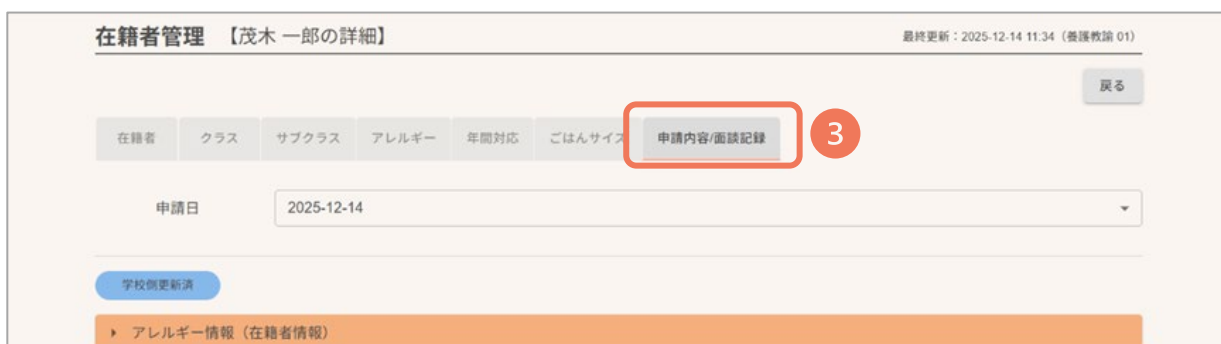 在籍者管理 【茂木 一郎の詳細】 最終更新：2025-12-14 11:34（養護教諭 01）
戻る
在籍者 クラス サブクラス アレルギー 年間対応 ごはんサイズ 申請内容/面談記録 3
申請日 2025-12-14
学校側更新済
アレルギー情報（在籍者情報）